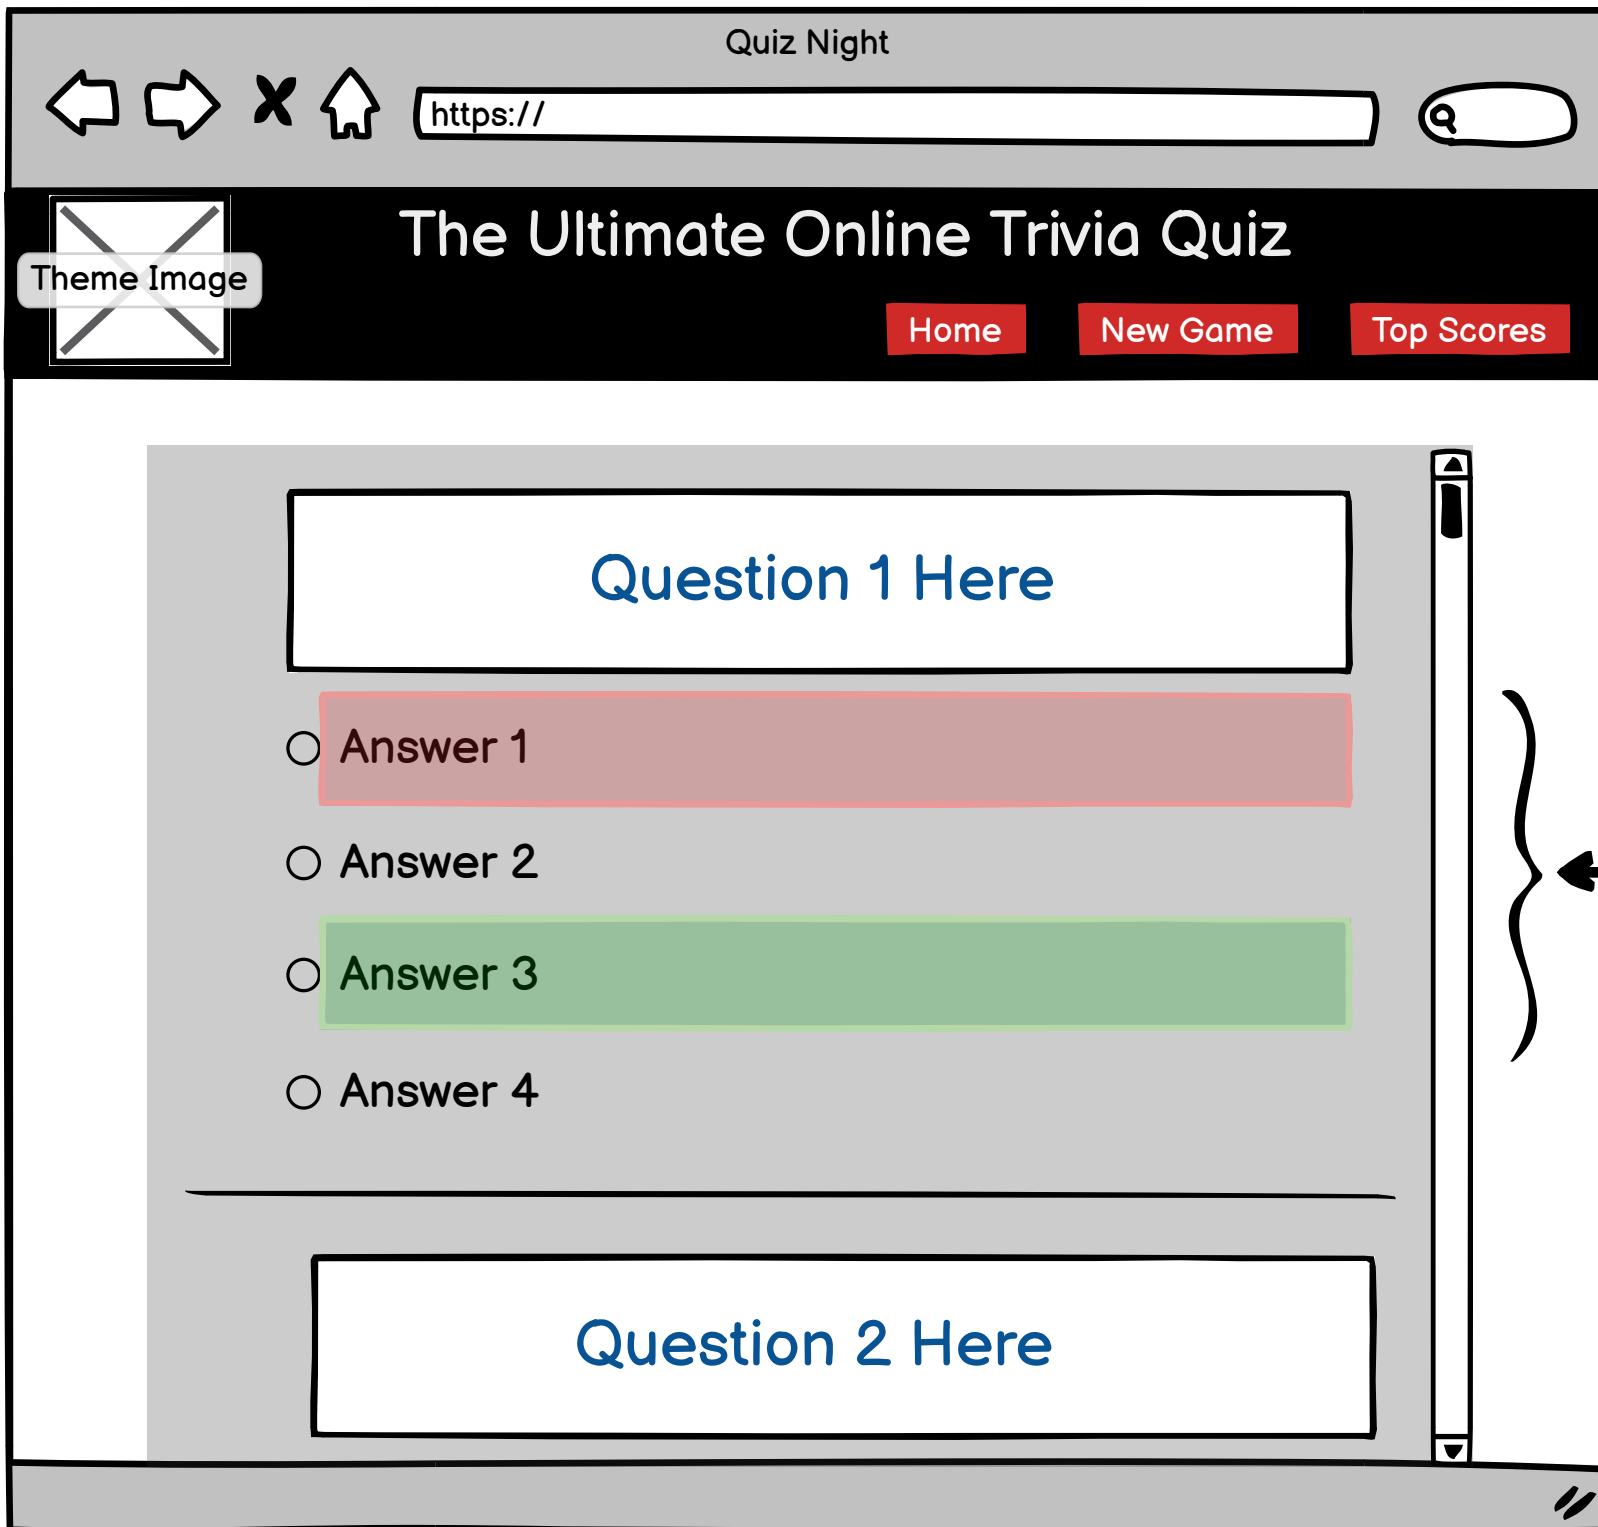 Quiz Night
https://
The Ultimate Online Trivia Quiz
Theme Image
Home
New Game
Top Scores
Question 1 Here
Answer 1
Answer 2
Answer 3
Answer 4
Question 2 Here